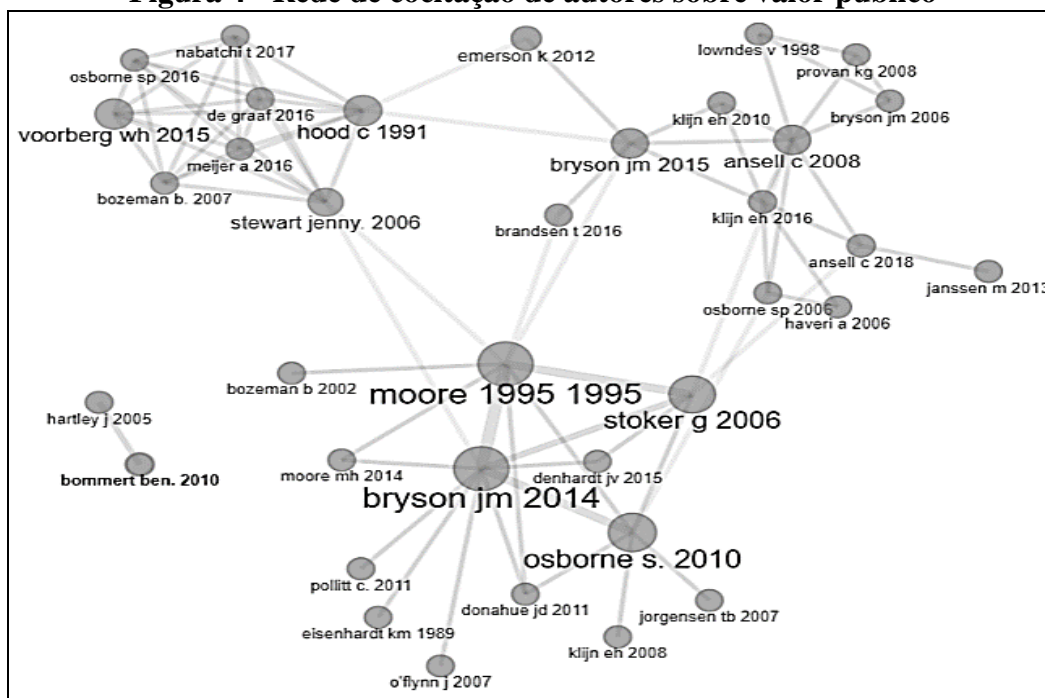 Figura 4 - Rede de cocitação de autores sobre valor público
nabatchi t 2017
osborne sp 2016
de graaf 2016
voorberg wh 2015
hood c 1991
meijer a 2016
bozeman b. 2007
stewart jenny. 2006
emerson k 2012
lowndes v 1998
provan kg 2008
klijn eh 2010
bryson jm 2006
bryson jm 2015
ansell c 2008
brandsen t 2016
klijn eh 2016
ansell c 2018
janssen m 2013
osborne sp 2006
haveri a 2006
bozeman b 2002
moore 1995 1995
stoker g 2006
hartley j 2005
bommert ben. 2010
moore mh 2014
denhardt jv 2015
bryson jm 2014
osborne s. 2010
pollitt c. 2011
donahue jd 2011
jorgensen tb 2007
eisenhardt km 1989
klijn eh 2008
o'flynn j 2007